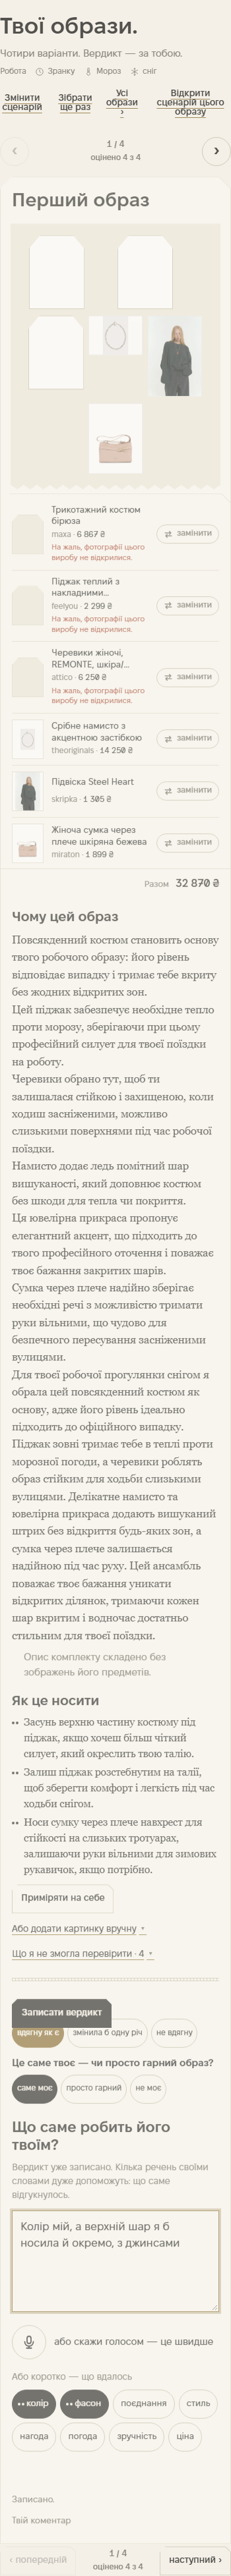 Твої образи.
Чотири варіанти. Вердикт — за тобою.
Робота Зранку Мороз сніг
Змінити сценарій
Зібрати ще раз
Усі образи ›
Відкрити сценарій цього образу
‹
1 / 4
оцінено 4 з 4
›
Перший образ
Трикотажний костюм
бірюза
maxa · 6 867 ₴
На жаль, фотографії цього
виробу не відкрилися.
⇄ замінити
Піджак теплий з
накладними…
feelyou · 2 299 ₴
На жаль, фотографії цього
виробу не відкрилися.
⇄ замінити
Черевики жіночі,
REMONTE, шкіра/…
attico · 6 250 ₴
На жаль, фотографії цього
виробу не відкрилися.
⇄ замінити
Срібне намисто з
акцентною застібкою
theoriginals · 14 250 ₴
⇄ замінити
Підвіска Steel Heart
skripka · 1 305 ₴
⇄ замінити
Жіноча сумка через
плече шкіряна бежева
miraton · 1 899 ₴
⇄ замінити
Разом 32 870 ₴
Чому цей образ
Повсякденний костюм становить основу
твого робочого образу: його рівень
відповідає випадку і тримає тебе вкриту
без жодних відкритих зон.
Цей піджак забезпечує необхідне тепло
проти морозу, зберігаючи при цьому
професійний силует для твоєї поїздки
на роботу.
Черевики обрано тут, щоб ти
залишалася стійкою і захищеною, коли
ходиш засніженими, можливо
слизькими поверхнями під час робочої
поїздки.
Намисто додає ледь помітний шар
вишуканості, який доповнює костюм
без шкоди для тепла чи покриття.
Ця ювелірна прикраса пропонує
елегантний акцент, що підходить до
твого професійного оточення і поважає
твоє бажання закритих шарів.
Сумка через плече надійно зберігає
необхідні речі з можливістю тримати
руки вільними, що чудово для
безпечного пересування засніженими
вулицями.
Для твоєї робочої прогулянки снігом я
обрала цей повсякденний костюм як
основу, адже його рівень ідеально
підходить до офіційного випадку.
Піджак зовні тримає тебе в теплі проти
морозної погоди, а черевики роблять
образ стійким для ходьби слизькими
вулицями. Делікатне намисто та
ювелірна прикраса додають вишуканий
штрих без відкриття будь-яких зон, а
сумка через плече залишається
надійною під час руху. Цей ансамбль
поважає твоє бажання уникати
відкритих ділянок, тримаючи кожен
шар вкритим і водночас достатньо
стильним для твоєї поїздки.
Опис комплекту складено без
зображень його предметів.
Як це носити
Засунь верхню частину костюму під
піджак, якщо хочеш більш чіткий
силует, який окреслить твою талію.
Залиш піджак розстебнутим на талії,
щоб зберегти комфорт і легкість під час
ходьби снігом.
Носи сумку через плече навхрест для
стійкості на слизьких тротуарах,
залишаючи руки вільними для зимових
рукавичок, якщо потрібно.
Приміряти на себе
Або додати картинку вручну
Що я не змогла перевірити · 4
Записати вердикт
вдягну як є змінила б одну річ не вдягну
Це саме твоє — чи просто гарний образ?
саме моє просто гарний не моє
Що саме робить його
твоїм?
Вердикт уже записано. Кілька речень своїми
словами дуже допоможуть: що саме
відгукнулось.
Колір мій, а верхній шар я б
носила й окремо, з джинсами
або скажи голосом — це швидше
Або коротко — що вдалось
колір фасон поєднання стиль
нагода погода зручність ціна
Записано.
Твій коментар
‹ попередній
1 / 4
оцінено 4 з 4
наступний ›